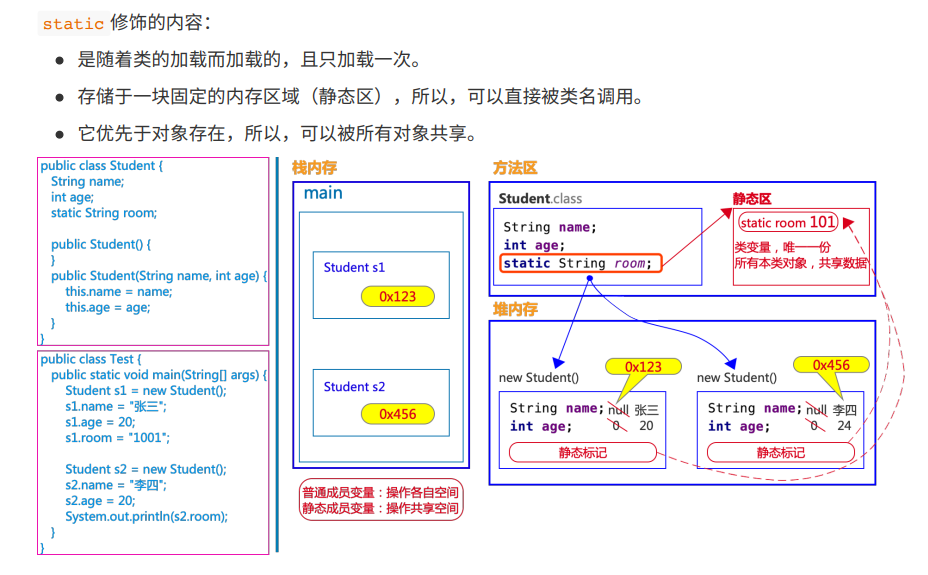 static 修饰的内容：
是随着类的加载而加载的，且只加载一次。
存储于一块固定的内存区域（静态区），所以，可以直接被类名调用。
它优先于对象存在，所以，可以被所有对象共享。
public class Student {
String name;
int age;
static String room;
public Student() {
}
public Student(String name, int age) {
this.name = name;
this.age = age;
}
}
public class Test {
public static void main(String[] args) {
Student s1 = new Student();
s1.name = "张三";
s1.age = 20;
s1.room = "1001";
Student s2 = new Student();
s2.name = "李四";
s2.age = 20;
System.out.println(s2.room);
}
}
栈内存
main
Student s1
0x123
Student s2
0x456
普通成员变量：操作各自空间
静态成员变量：操作共享空间
方法区
Student.class
String name;
int age;
static String room;
静态区
static room 101
类变量，唯一一份
所有本类对象，共享数据
堆内存
0x123
new Student()
String name; null 张三
int age; 0 20
静态标记
0x456
new Student()
String name; null 李四
int age; 0 24
静态标记